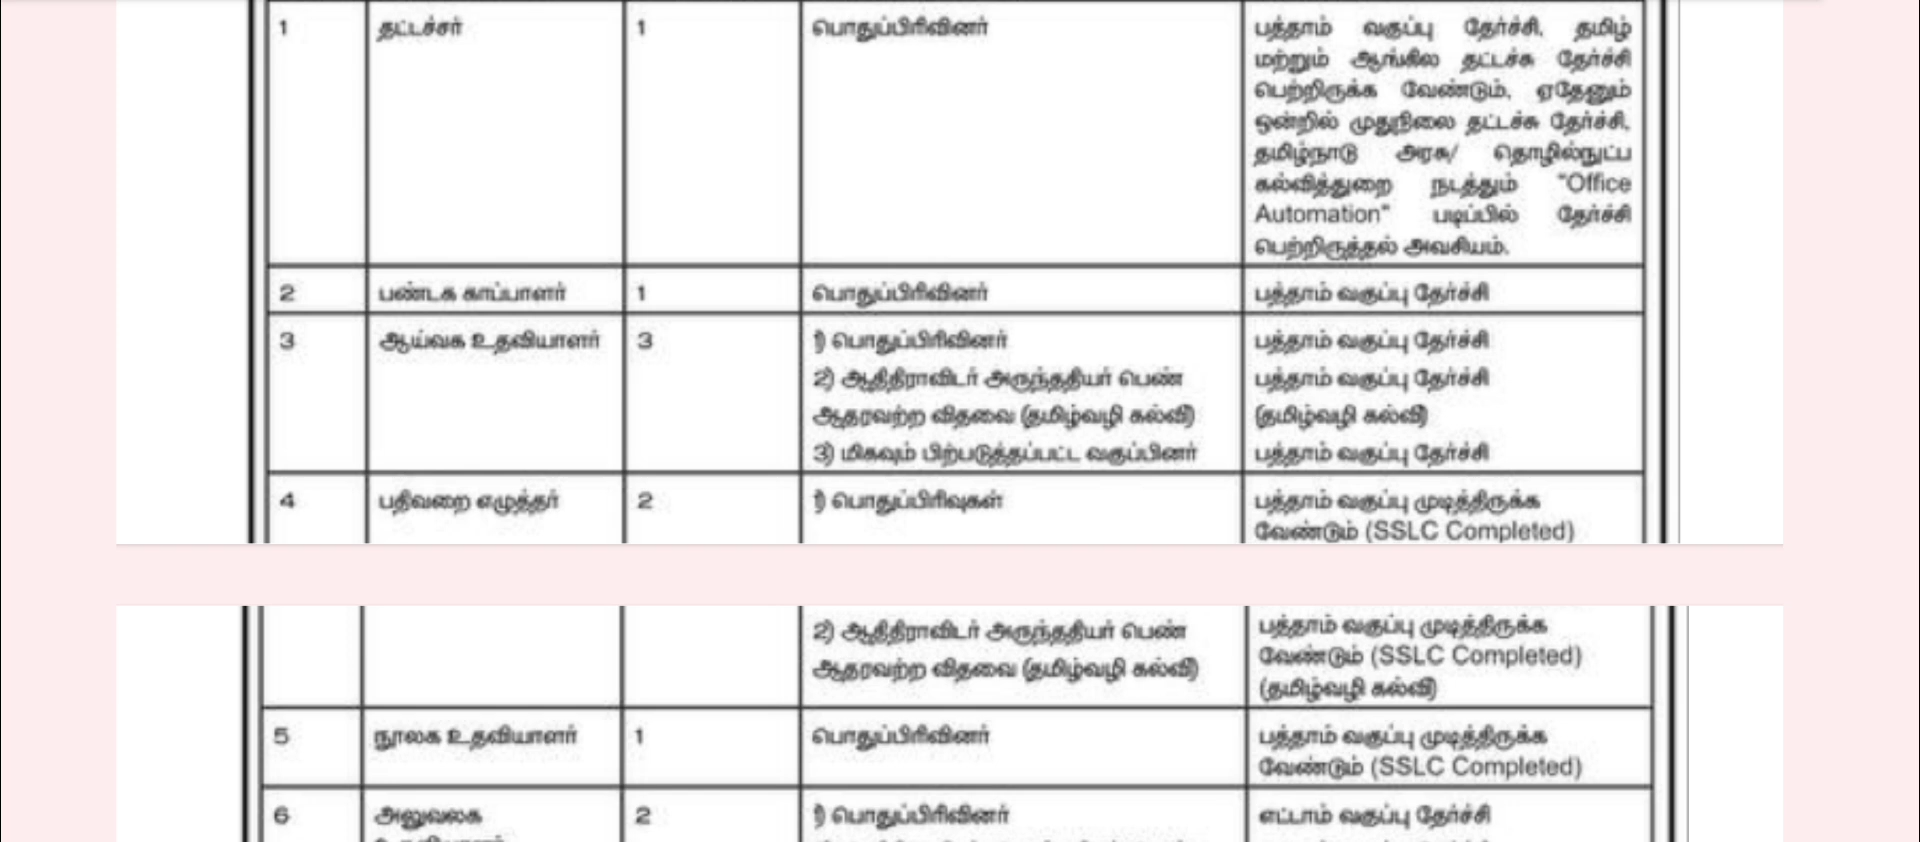 1 தட்டச்சர் 1 பொதுப்பிரிவினர் பத்தாம் வகுப்பு தேர்ச்சி, தமிழ்
மற்றும் ஆங்கில தட்டச்சு தேர்ச்சி
பெற்றிருக்க வேண்டும், ஏதேனும்
ஒன்றில் முதுநிலை தட்டச்சு தேர்ச்சி,
தமிழ்நாடு அரசு/ தொழில்நுட்ப
கல்வித்துறை நடத்தும் "Office
Automation" படிப்பில் தேர்ச்சி
பெற்றிருத்தல் அவசியம்.
2 பண்டக காப்பாளர் 1 பொதுப்பிரிவினர் பத்தாம் வகுப்பு தேர்ச்சி
3 ஆய்வக உதவியாளர் 3 1) பொதுப்பிரிவினர் பத்தாம் வகுப்பு தேர்ச்சி
2) ஆதிதிராவிடர் அருந்ததியர் பெண் பத்தாம் வகுப்பு தேர்ச்சி
ஆதரவற்ற விதவை (தமிழ்வழி கல்வி) (தமிழ்வழி கல்வி)
3) மிகவும் பிற்படுத்தப்பட்ட வகுப்பினர் பத்தாம் வகுப்பு தேர்ச்சி
4 பதிவறை எழுத்தர் 2 1) பொதுப்பிரிவுகள் பத்தாம் வகுப்பு முடித்திருக்க
வேண்டும் (SSLC Completed)
2) ஆதிதிராவிடர் அருந்ததியர் பெண் பத்தாம் வகுப்பு முடித்திருக்க
வேண்டும் (SSLC Completed)
ஆதரவற்ற விதவை (தமிழ்வழி கல்வி) (தமிழ்வழி கல்வி)
5 நூலக உதவியாளர் 1 பொதுப்பிரிவினர் பத்தாம் வகுப்பு முடித்திருக்க
வேண்டும் (SSLC Completed)
6 அலுவலக 2 1) பொதுப்பிரிவினர் எட்டாம் வகுப்பு தேர்ச்சி